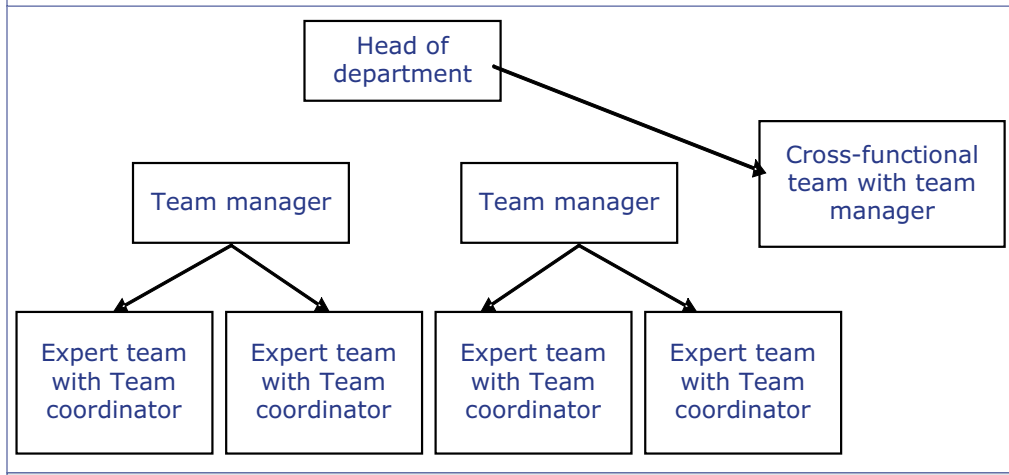 Head of
department
Cross-functional
team with team
manager
Team manager
Team manager
Expert team
with Team
coordinator
Expert team
with Team
coordinator
Expert team
with Team
coordinator
Expert team
with Team
coordinator